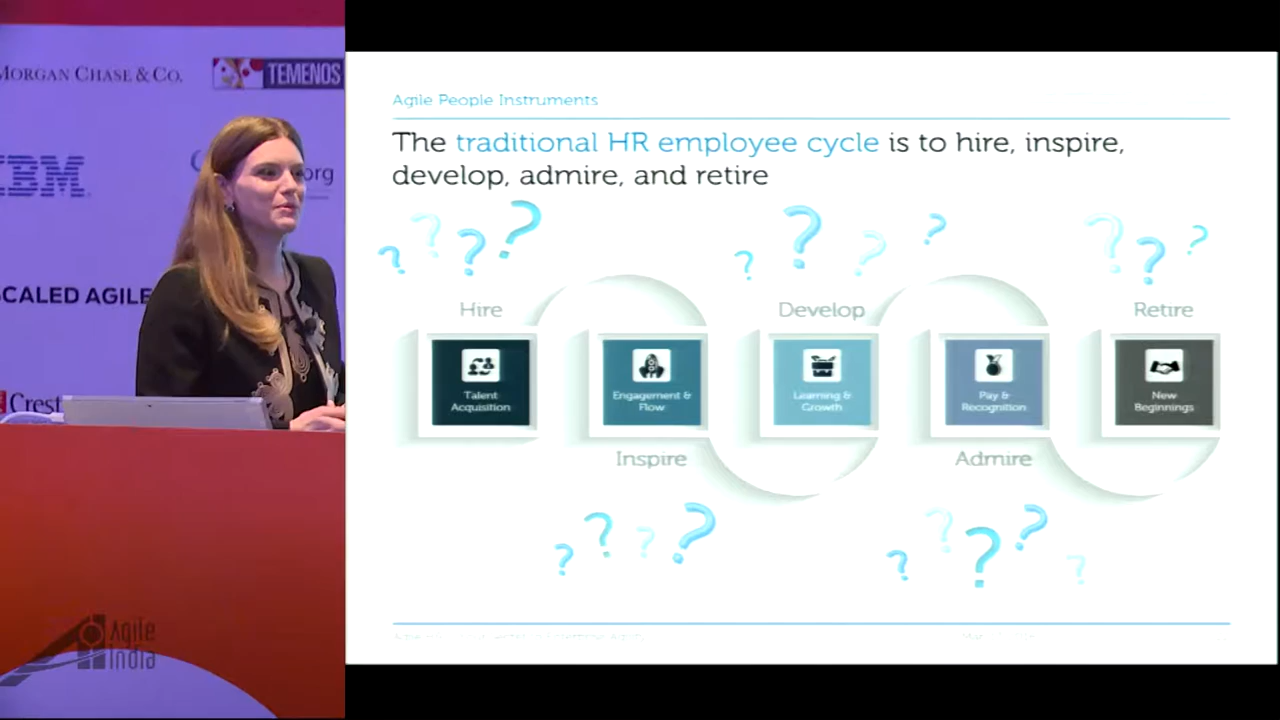 MORGAN CHASE & CO.
TEMENOS
IBM
org
SCALED AGILE
Crest
Agile
India
Agile People Instruments
The traditional HR employee cycle is to hire, inspire,
develop, admire, and retire
? ? ? ?
? ? ? ?
? ? ?
Hire
Develop
Retire
Talent
Acquisition
Engagement &
Flow
Learning &
Growth
Pay &
Recognition
New
Beginnings
Inspire
Admire
? ? ? ?
? ? ? ? ?